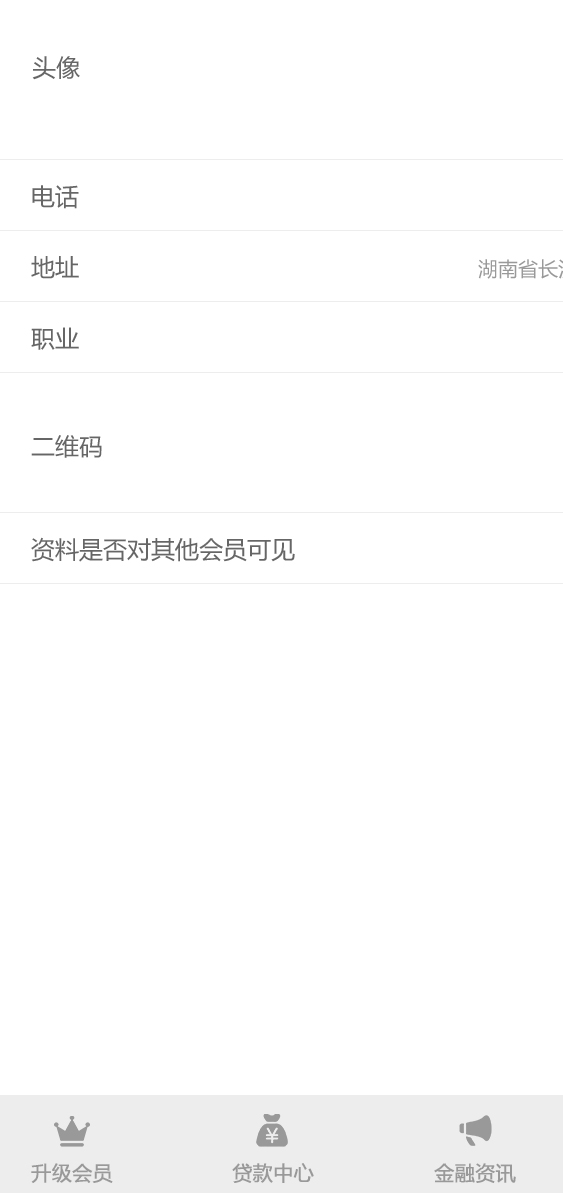 头像
电话
地址 湖南省长
职业
二维码
资料是否对其他会员可见
升级会员 贷款中心 金融资讯